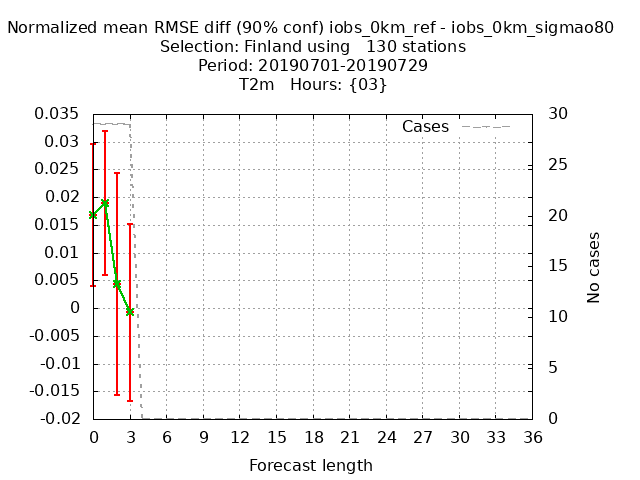 Normalized mean RMSE diff (90% conf) iobs_0km_ref - iobs_0km_sigmao80
Selection: Finland using   130 stations
Period: 20190701-20190729
T2m   Hours: {03}
Cases
0.035
0.03
0.025
0.02
0.015
0.01
0.005
0
-0.005
-0.01
-0.015
-0.02
30
25
20
15
10
5
0
No cases
0 3 6 9 12 15 18 21 24 27 30 33 36
Forecast length